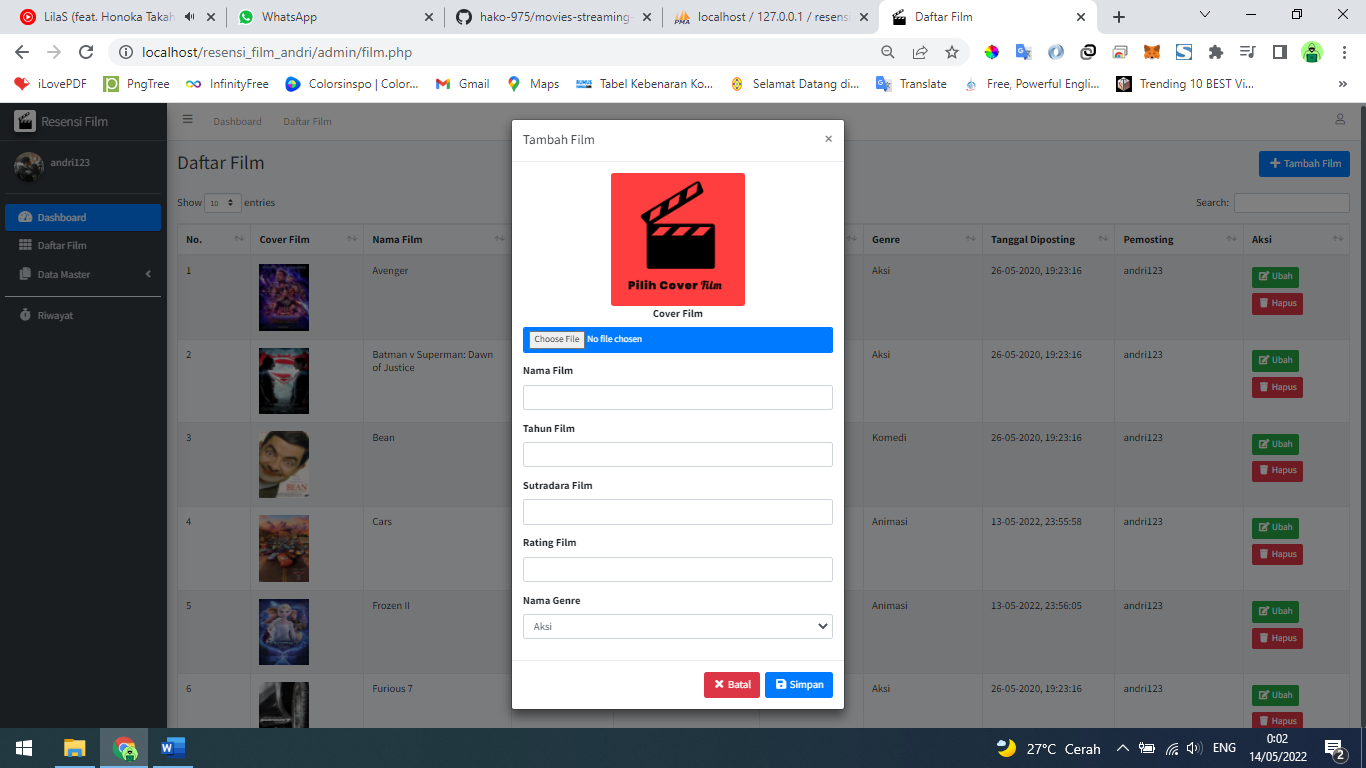 LilaS (feat. Honoka Takah
WhatsApp
hako-975/movies-streaming-
localhost / 127.0.0.1 / resensi
Daftar Film
localhost/resensi_film_andri/admin/film.php
iLovePDF
PngTree
InfinityFree
Colorsinspo | Color...
Gmail
Maps
Tabel Kebenaran Ko...
Selamat Datang di...
Translate
Free, Powerful Engli...
Trending 10 BEST Vi...
Resensi Film
Dashboard
Daftar Film
andri123
Dashboard
Daftar Film
Data Master
Riwayat
Daftar Film
Tambah Film
Show 10 entries
Search:
No. Cover Film Nama Film Genre Tanggal Diposting Pemosting Aksi
1 Avenger Aksi 26-05-2020, 19:23:16 andri123 Ubah
Hapus
2 Batman v Superman: Dawn Aksi 26-05-2020, 19:23:16 andri123 Ubah
of Justice
Hapus
3 Bean Komedi 26-05-2020, 19:23:16 andri123 Ubah
Hapus
BEAN
4 Cars Animasi 13-05-2022, 23:55:58 andri123 Ubah
Hapus
5 Frozen II Animasi 13-05-2022, 23:56:05 andri123 Ubah
Hapus
6 Furious 7 Aksi 26-05-2020, 19:23:16 andri123 Ubah
Hapus
Tambah Film
×
Pilih Cover Film
Cover Film
Choose File No file chosen
Nama Film
Tahun Film
Sutradara Film
Rating Film
Nama Genre
Aksi
Batal
Simpan
27°C Cerah
ENG
0:02
14/05/2022
2